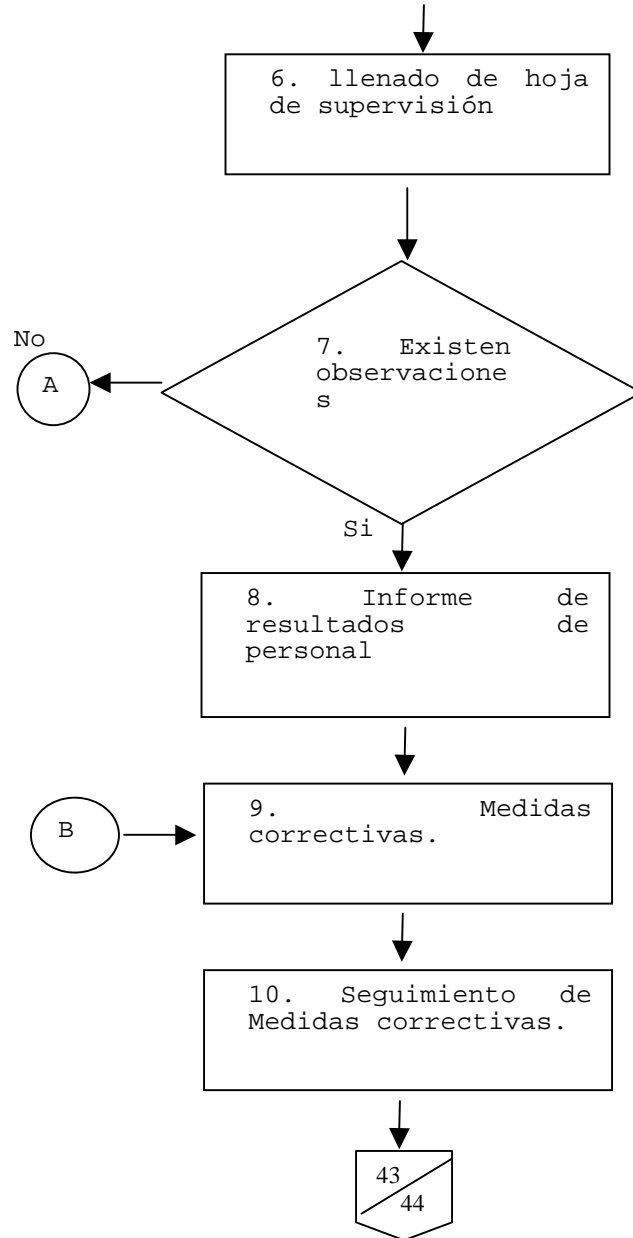 6. llenado de hoja
de supervisión
7. Existen
observacione
s
No
A
Si
8. Informe de
resultados de
personal
9. Medidas
correctivas.
B
10. Seguimiento de
Medidas correctivas.
43
44